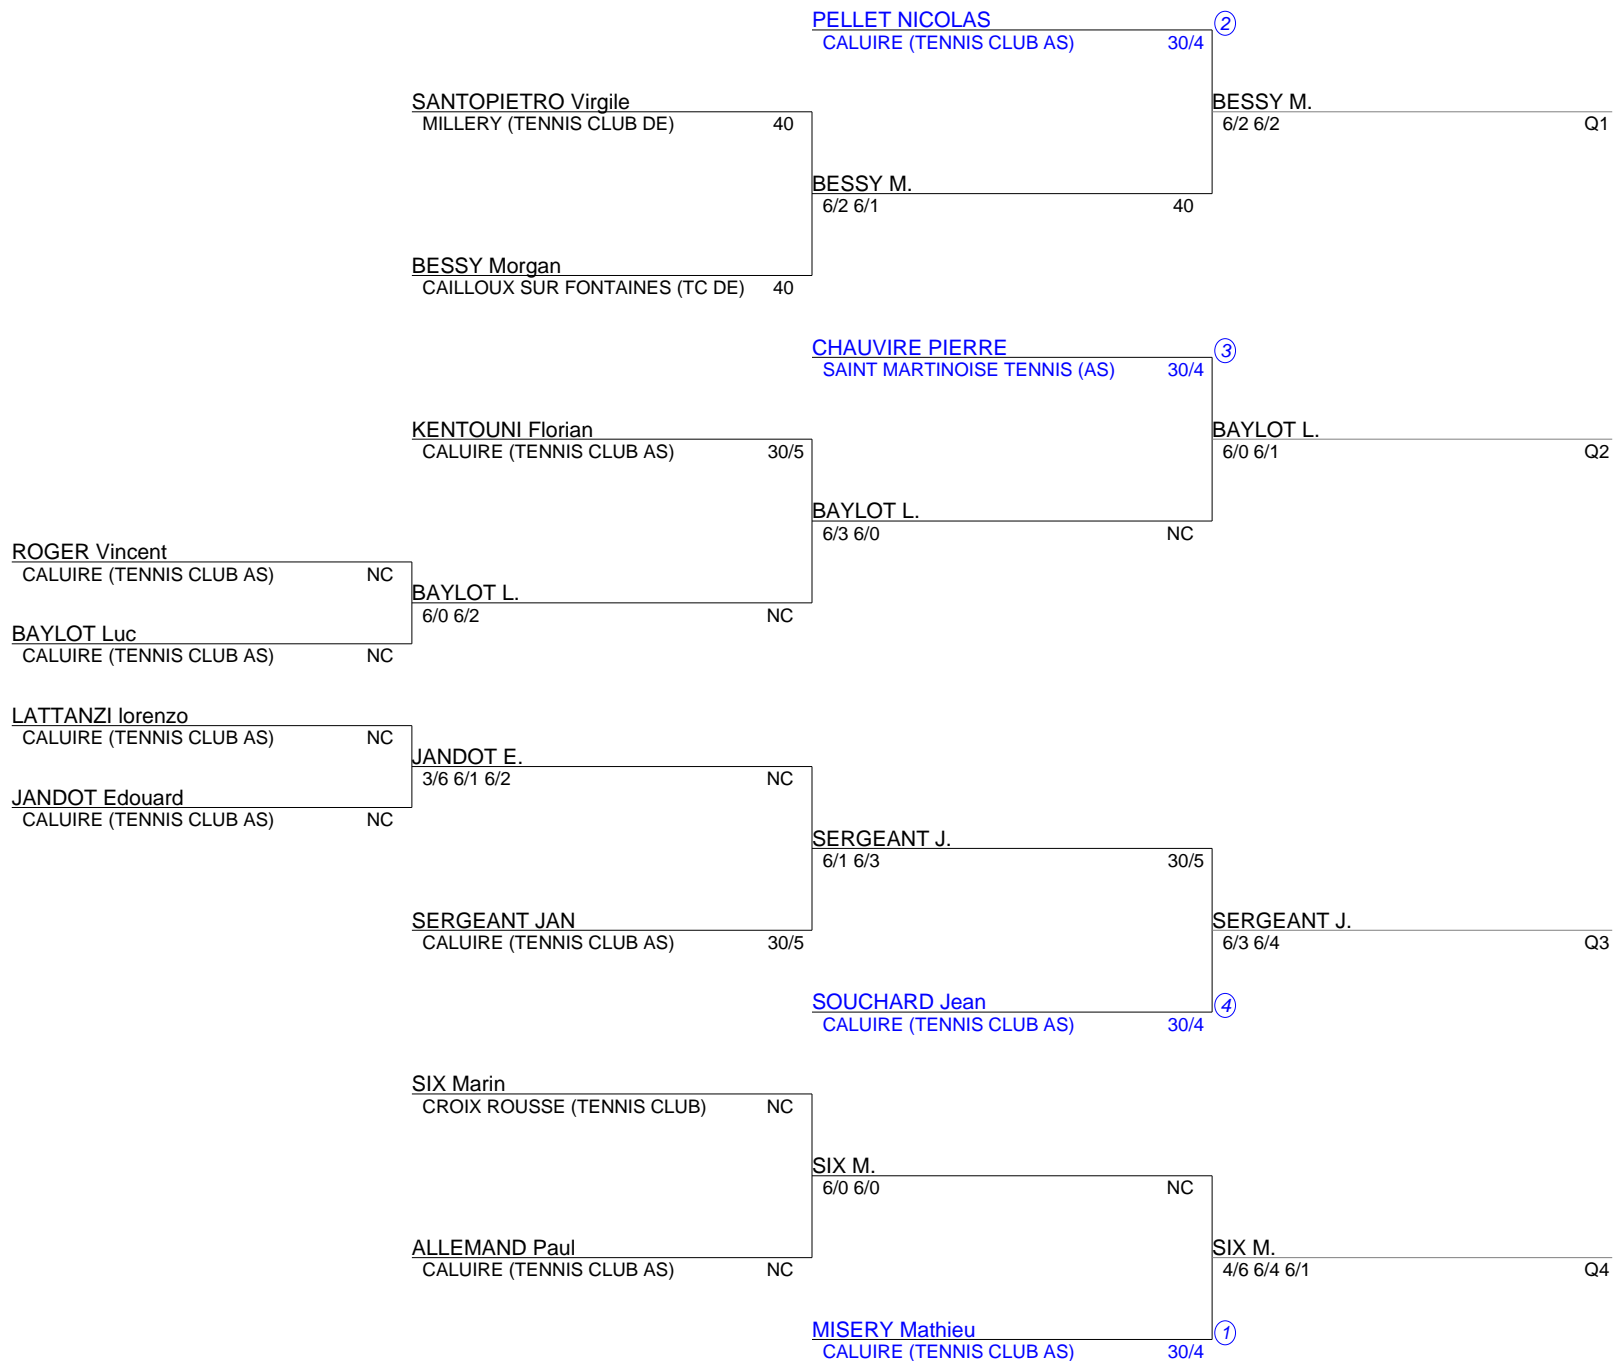 PELLET NICOLAS 2
CALUIRE (TENNIS CLUB AS) 30/4
SANTOPIETRO Virgile
MILLERY (TENNIS CLUB DE) 40
BESSY M.
6/2 6/2 Q1
BESSY M.
6/2 6/1 40
BESSY Morgan
CAILLOUX SUR FONTAINES (TC DE) 40
CHAUVIRE PIERRE 3
SAINT MARTINOISE TENNIS (AS) 30/4
KENTOUNI Florian
CALUIRE (TENNIS CLUB AS) 30/5
BAYLOT L.
6/0 6/1 Q2
BAYLOT L.
6/3 6/0 NC
ROGER Vincent
CALUIRE (TENNIS CLUB AS) NC
BAYLOT L.
6/0 6/2 NC
BAYLOT Luc
CALUIRE (TENNIS CLUB AS) NC
LATTANZI lorenzo
CALUIRE (TENNIS CLUB AS) NC
JANDOT E.
3/6 6/1 6/2 NC
JANDOT Edouard
CALUIRE (TENNIS CLUB AS) NC
SERGEANT J.
6/1 6/3 30/5
SERGEANT JAN
CALUIRE (TENNIS CLUB AS) 30/5
SERGEANT J.
6/3 6/4 Q3
SOUCHARD Jean 4
CALUIRE (TENNIS CLUB AS) 30/4
SIX Marin
CROIX ROUSSE (TENNIS CLUB) NC
SIX M.
6/0 6/0 NC
ALLEMAND Paul
CALUIRE (TENNIS CLUB AS) NC
SIX M.
4/6 6/4 6/1 Q4
MISERY Mathieu 1
CALUIRE (TENNIS CLUB AS) 30/4